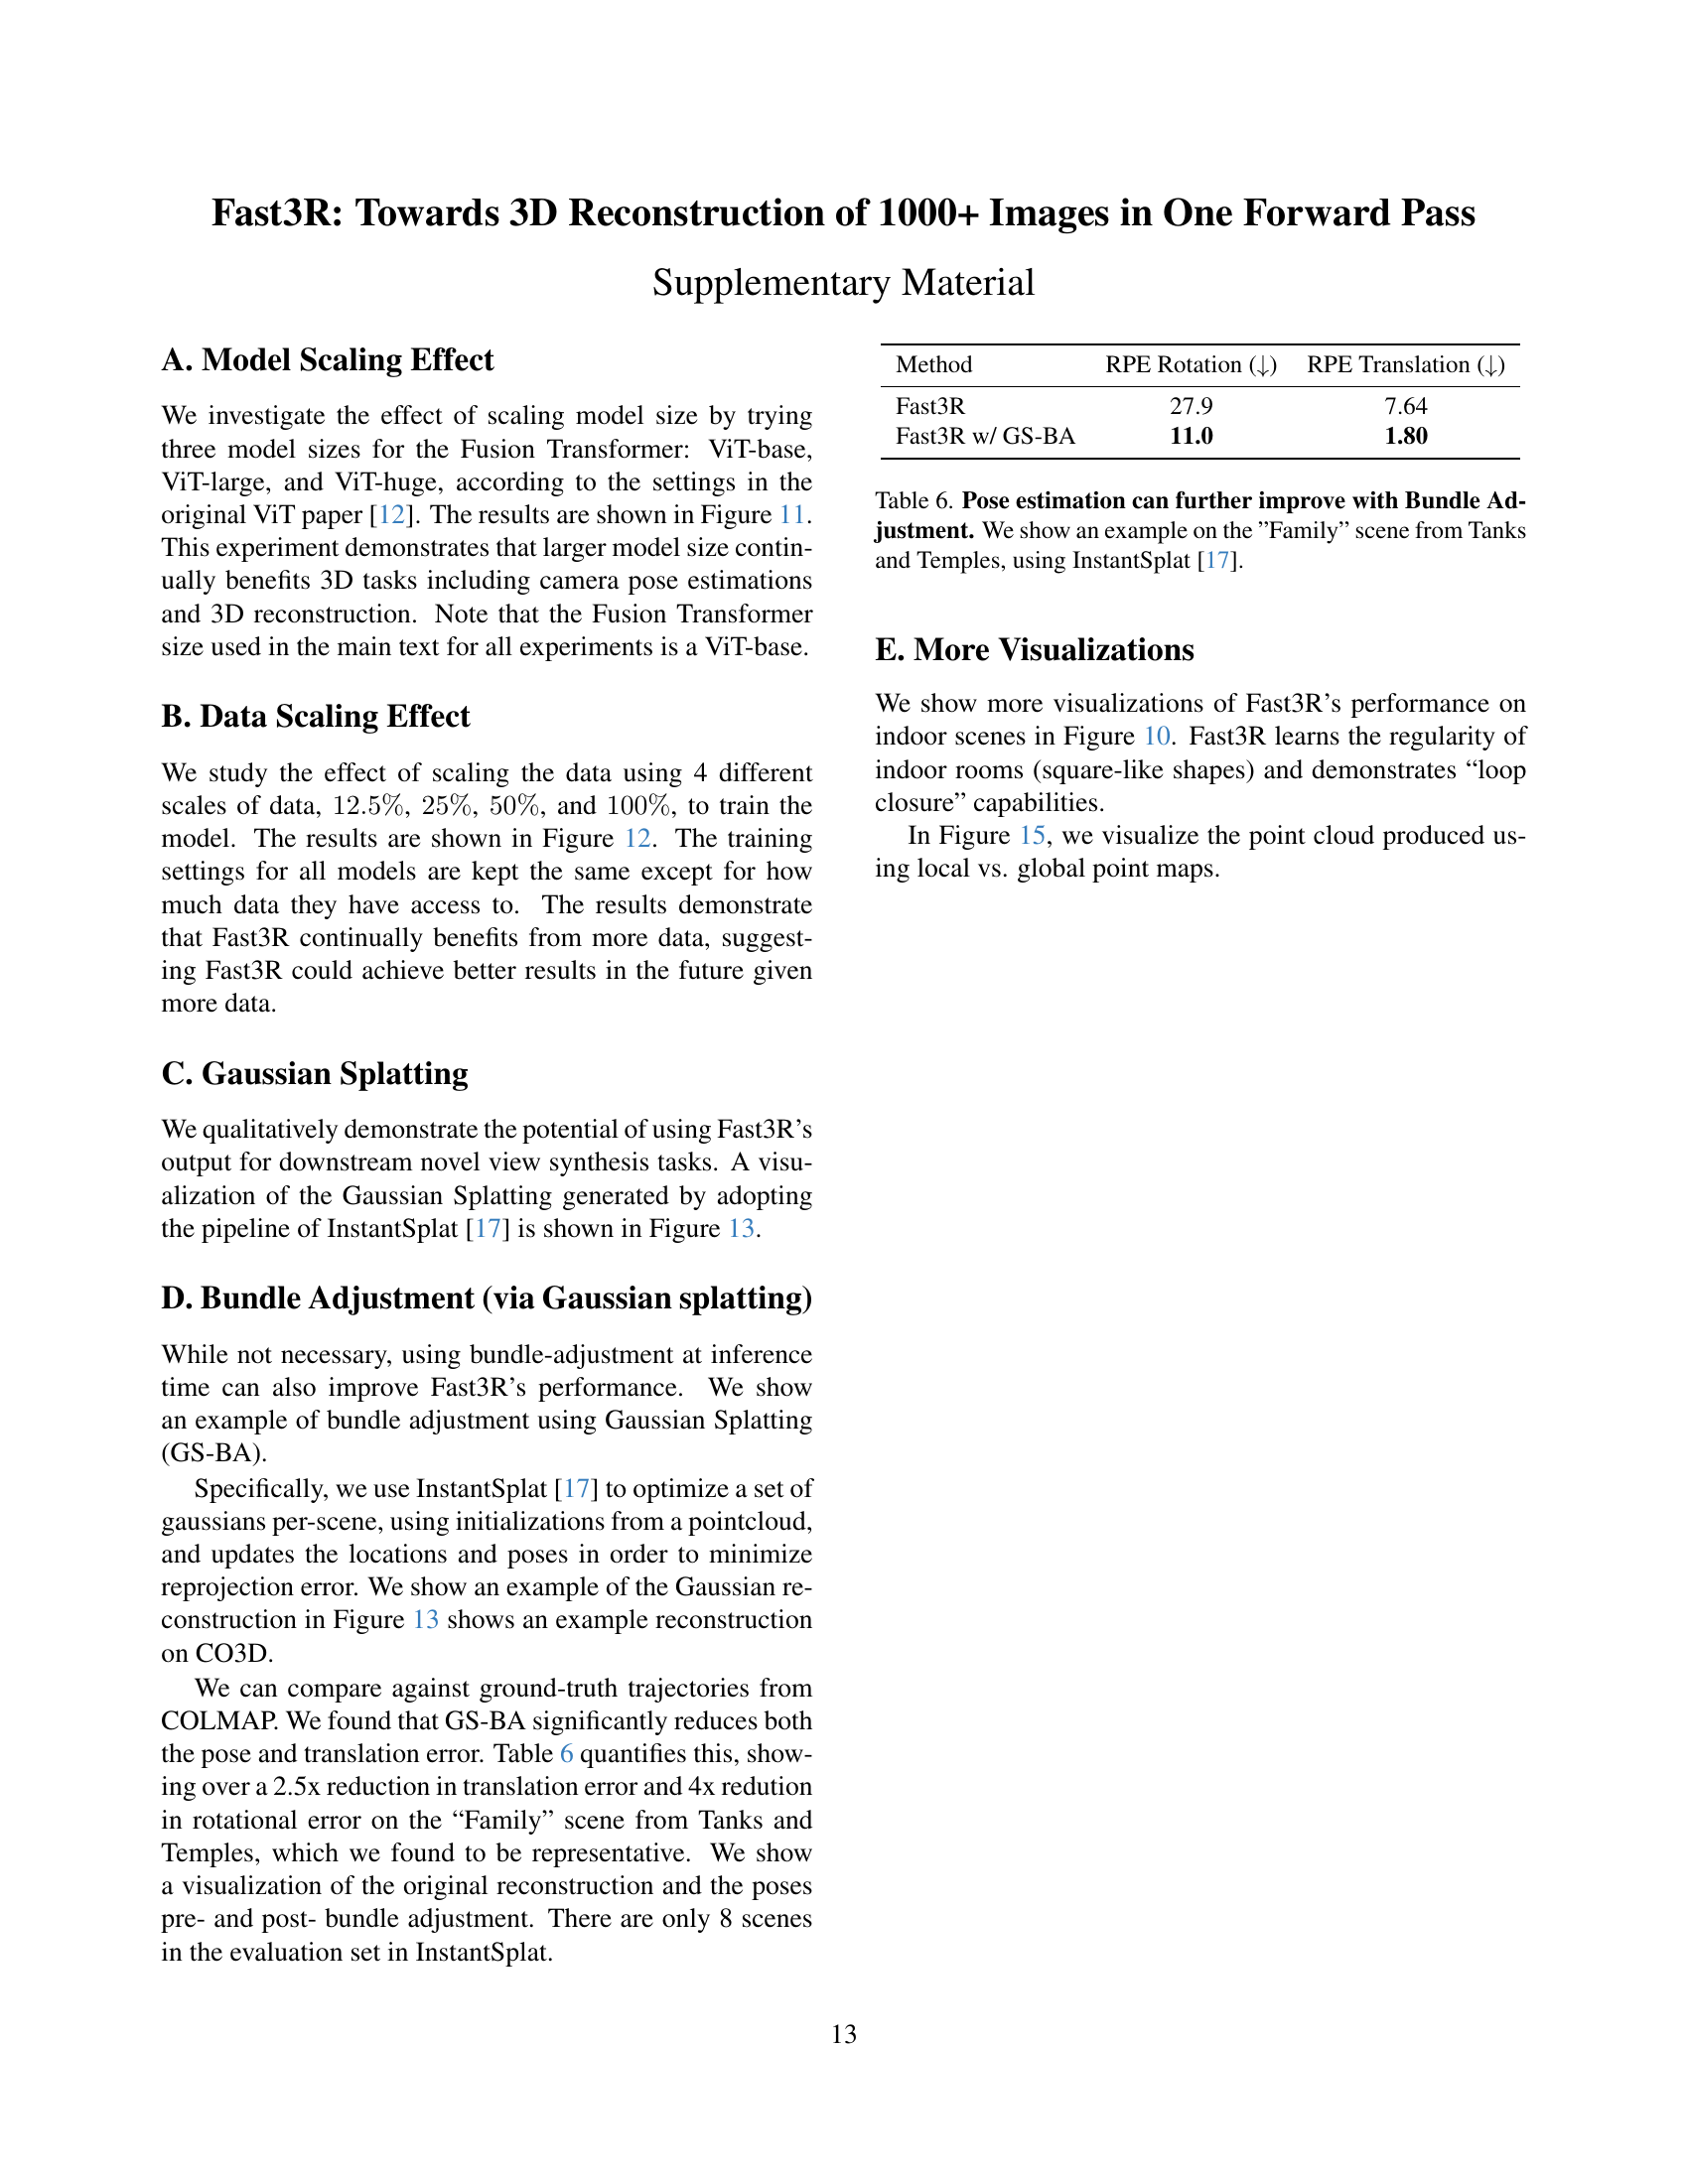 Fast3R: Towards 3D Reconstruction of 1000+ Images in One Forward Pass
Supplementary Material
A. Model Scaling Effect
We investigate the effect of scaling model size by trying
three model sizes for the Fusion Transformer: ViT-base,
ViT-large, and ViT-huge, according to the settings in the
original ViT paper [12]. The results are shown in Figure 11.
This experiment demonstrates that larger model size contin-
ually benefits 3D tasks including camera pose estimations
and 3D reconstruction. Note that the Fusion Transformer
size used in the main text for all experiments is a ViT-base.
B. Data Scaling Effect
We study the effect of scaling the data using 4 different
scales of data, 12.5%, 25%, 50%, and 100%, to train the
model. The results are shown in Figure 12. The training
settings for all models are kept the same except for how
much data they have access to. The results demonstrate
that Fast3R continually benefits from more data, suggest-
ing Fast3R could achieve better results in the future given
more data.
C. Gaussian Splatting
We qualitatively demonstrate the potential of using Fast3R's
output for downstream novel view synthesis tasks. A visu-
alization of the Gaussian Splatting generated by adopting
the pipeline of InstantSplat [17] is shown in Figure 13.
D. Bundle Adjustment (via Gaussian splatting)
While not necessary, using bundle-adjustment at inference
time can also improve Fast3R's performance. We show
an example of bundle adjustment using Gaussian Splatting
(GS-BA).
Specifically, we use InstantSplat [17] to optimize a set of
gaussians per-scene, using initializations from a pointcloud,
and updates the locations and poses in order to minimize
reprojection error. We show an example of the Gaussian re-
construction in Figure 13 shows an example reconstruction
on CO3D.
We can compare against ground-truth trajectories from
COLMAP. We found that GS-BA significantly reduces both
the pose and translation error. Table 6 quantifies this, show-
ing over a 2.5x reduction in translation error and 4x redution
in rotational error on the “Family” scene from Tanks and
Temples, which we found to be representative. We show
a visualization of the original reconstruction and the poses
pre- and post- bundle adjustment. There are only 8 scenes
in the evaluation set in InstantSplat.
Method RPE Rotation (↓) RPE Translation (↓)
Fast3R 27.9 7.64
Fast3R w/ GS-BA 11.0 1.80
Table 6. Pose estimation can further improve with Bundle Ad-
justment. We show an example on the ”Family” scene from Tanks
and Temples, using InstantSplat [17].
E. More Visualizations
We show more visualizations of Fast3R's performance on
indoor scenes in Figure 10. Fast3R learns the regularity of
indoor rooms (square-like shapes) and demonstrates “loop
closure” capabilities.
In Figure 15, we visualize the point cloud produced us-
ing local vs. global point maps.
13